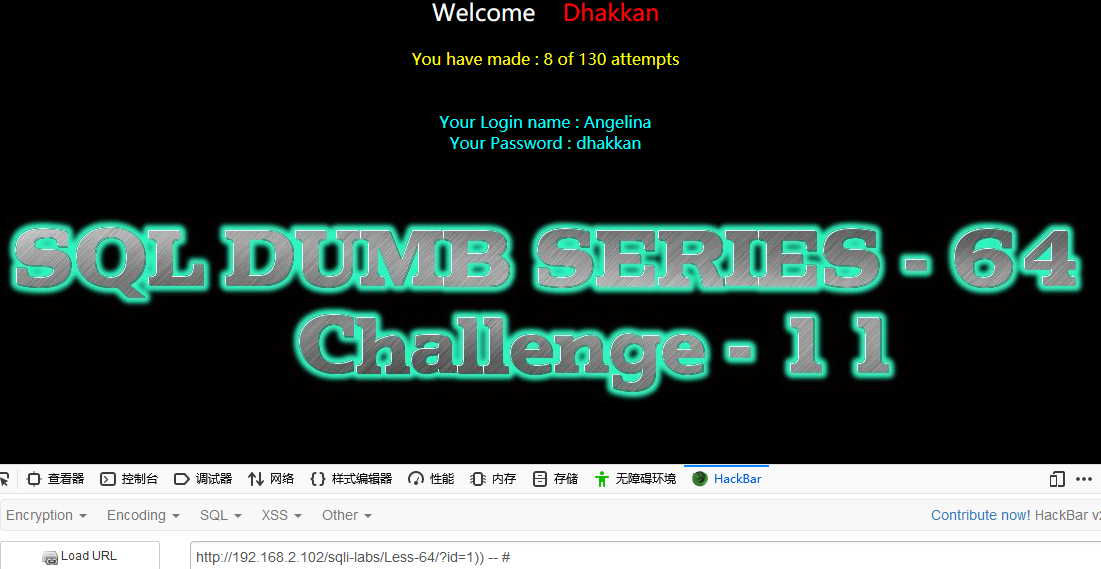 Welcome Dhakkan
You have made : 8 of 130 attempts
Your Login name : Angelina
Your Password : dhakkan
SQL DUMB SERIES - 64
Challenge - 1 1
查看器 控制台 调试器 网络 样式编辑器 性能 内存 存储 无障碍环境 HackBar
Encryption Encoding SQL XSS Other Contribute now! HackBar v2
Load URL http://192.168.2.102/sqli-labs/Less-64/?id=1)) -- #